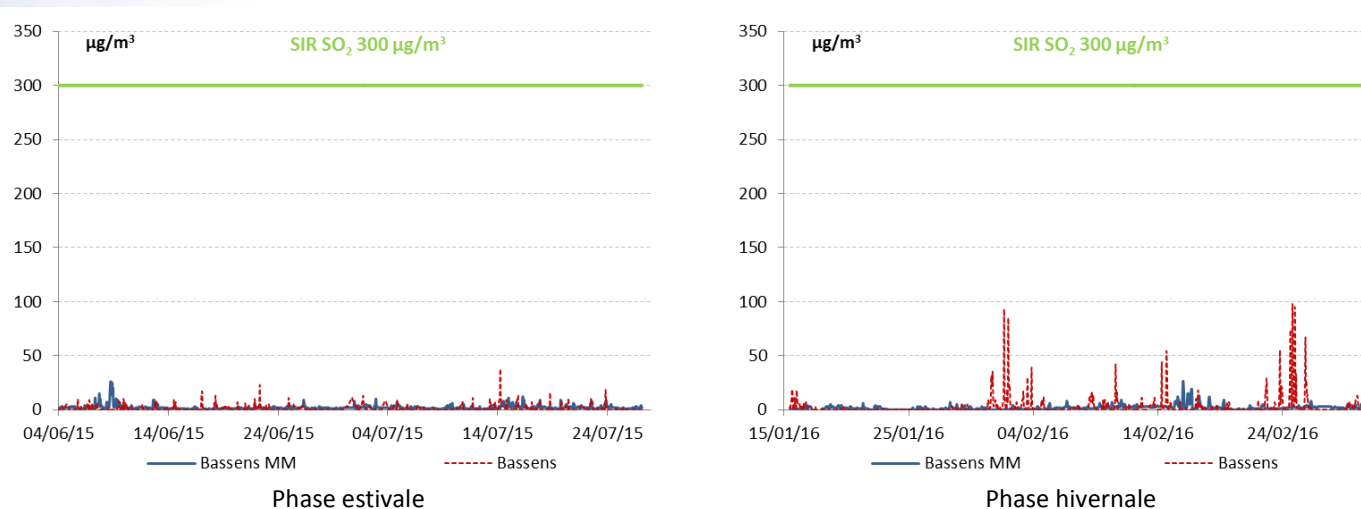 350
µg/m³
SIR SO₂ 300 µg/m³
300
250
200
150
100
50
0
04/06/15 14/06/15 24/06/15 04/07/15 14/07/15 24/07/15
Bassens MM Bassens
Phase estivale
350
µg/m³
SIR SO₂ 300 µg/m³
300
250
200
150
100
50
0
15/01/16 25/01/16 04/02/16 14/02/16 24/02/16
Bassens MM Bassens
Phase hivernale